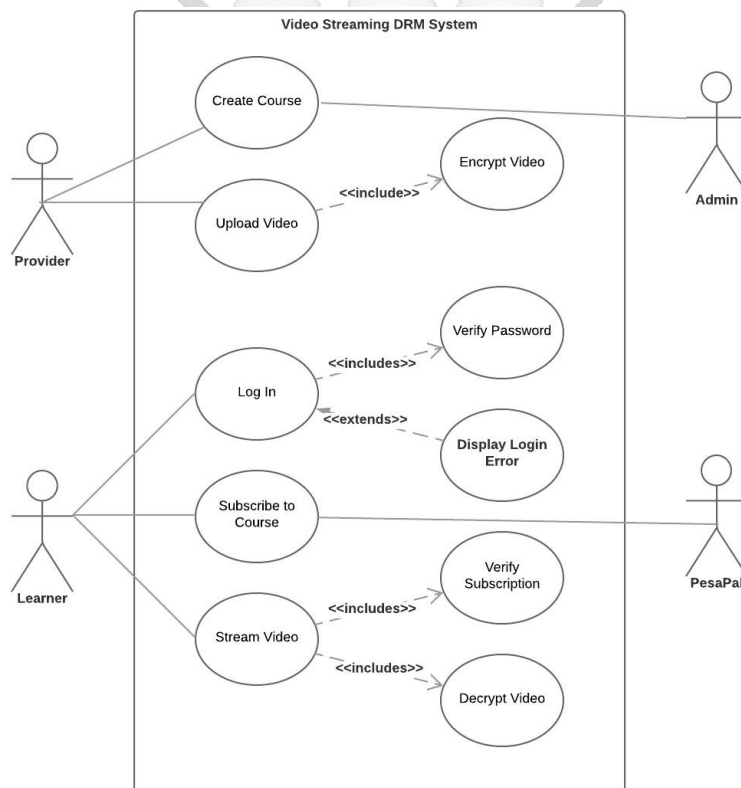 Video Streaming DRM System
Create Course
Encrypt Video
<<include>>
Upload Video
Provider
Admin
Verify Password
<<includes>>
Log In
<<extends>>
Display Login
Error
Subscribe to
Course
Learner
PesaPal
Verify
Subscription
<<includes>>
Stream Video
<<includes>>
Decrypt Video